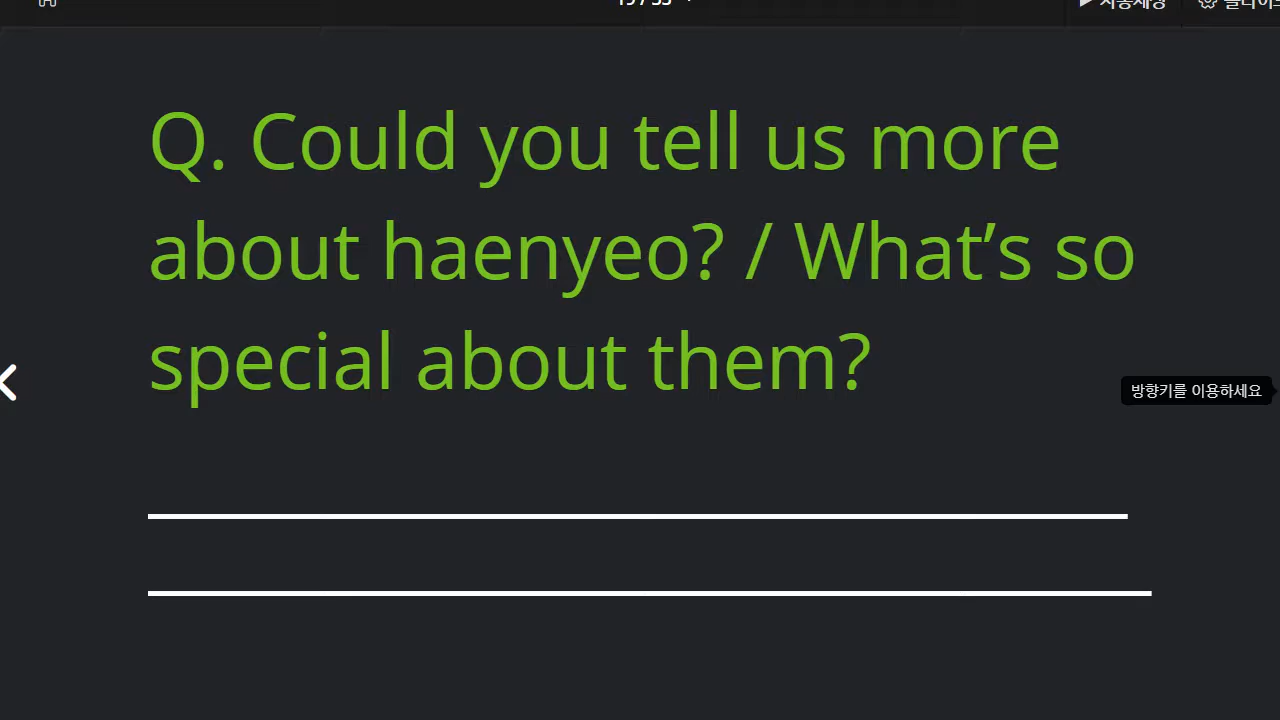 Q. Could you tell us more
about haenyeo? / What’s so
special about them?
방향키를 이용하세요